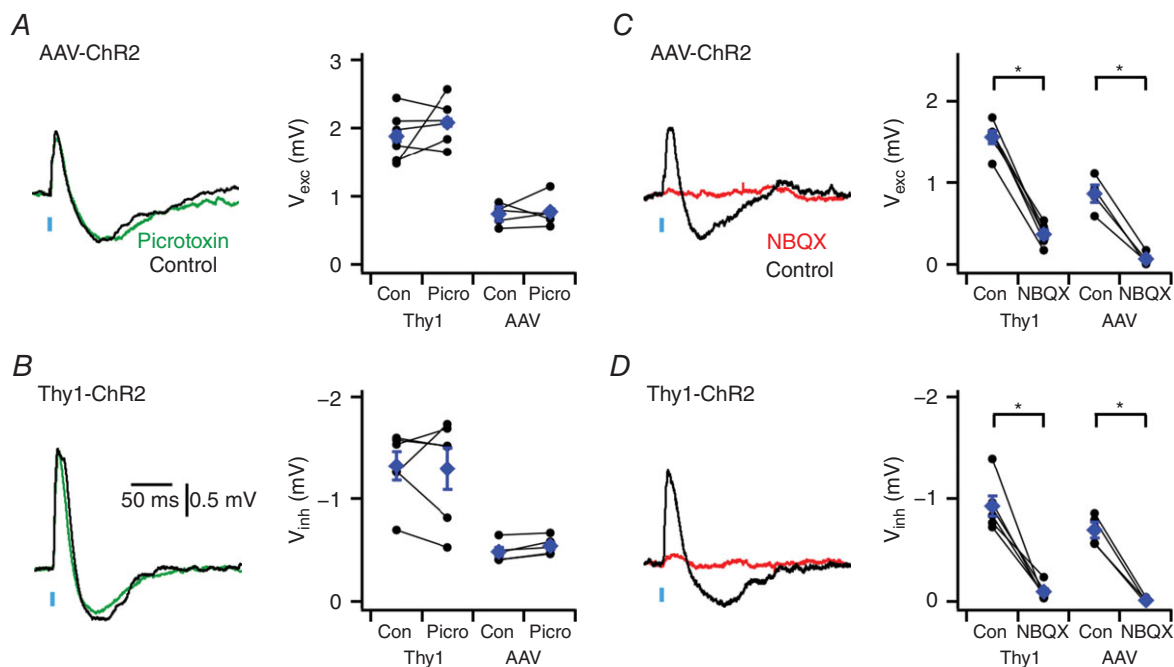 A
AAV-ChR2
Picrotoxin
Control
V_exc (mV)
3
2
1
0
Con Picro Con Picro
Thy1 AAV
C
AAV-ChR2
NBQX
Control
V_exc (mV)
2
1
0
* *
Con NBQX Con NBQX
Thy1 AAV
B
Thy1-ChR2
50 ms 0.5 mV
V_inh (mV)
−2
−1
0
Con Picro Con Picro
Thy1 AAV
D
Thy1-ChR2
V_inh (mV)
−2
−1
0
* *
Con NBQX Con NBQX
Thy1 AAV